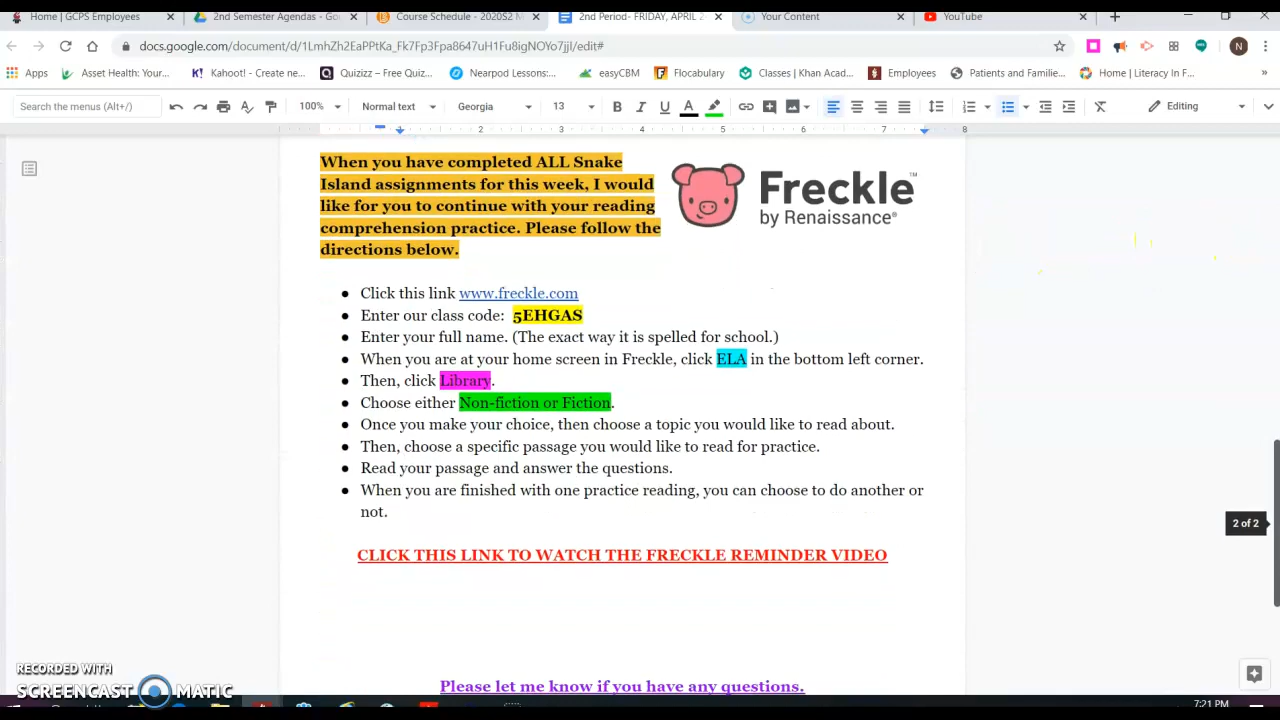 Home | GCPS Employees
2nd Semester Agendas - Go
Course Schedule - 2020S2 M
2nd Period- FRIDAY, APRIL 2
Your Content
YouTube
docs.google.com/document/d/1LmhZh2EaPPtKa_Fk7Fp3Fpa8647uH1Fu8igNOYo7jjI/edit#
N
Apps
Asset Health: Your...
Kahoot! - Create ne...
Quizizz – Free Quiz...
Nearpod Lessons:...
easyCBM
Flocabulary
Classes | Khan Acad...
Employees
Patients and Familie...
Home | Literacy In F...
»
Search the menus (Alt+/)
100%
Normal text
Georgia
13
B I U A
Editing
2 3 4 5 6 7 8
When you have completed ALL Snake
Island assignments for this week, I would
like for you to continue with your reading
comprehension practice. Please follow the
directions below.
Freckle™
by Renaissance®
● Click this link www.freckle.com
● Enter our class code: 5EHGAS
● Enter your full name. (The exact way it is spelled for school.)
● When you are at your home screen in Freckle, click ELA in the bottom left corner.
● Then, click Library.
● Choose either Non-fiction or Fiction.
● Once you make your choice, then choose a topic you would like to read about.
● Then, choose a specific passage you would like to read for practice.
● Read your passage and answer the questions.
● When you are finished with one practice reading, you can choose to do another or
not.
2 of 2
CLICK THIS LINK TO WATCH THE FRECKLE REMINDER VIDEO
Please let me know if you have any questions.
RECORDED WITH
SCREENCAST MATIC
7:21 PM